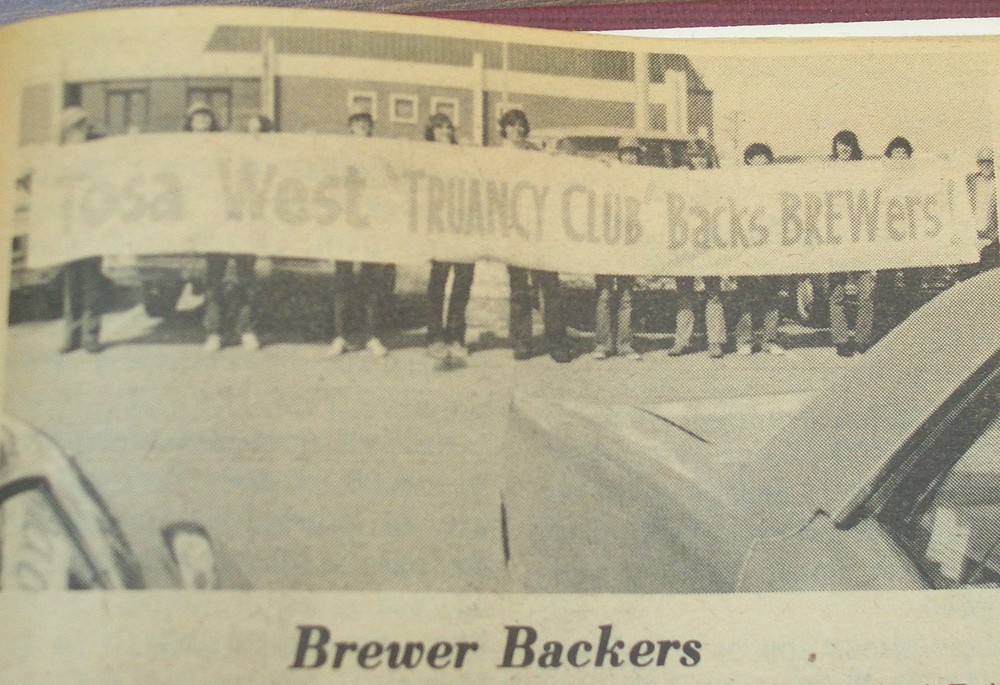 Tosa West 'TRUANCY CLUB' Backs BREWers!
Brewer Backers